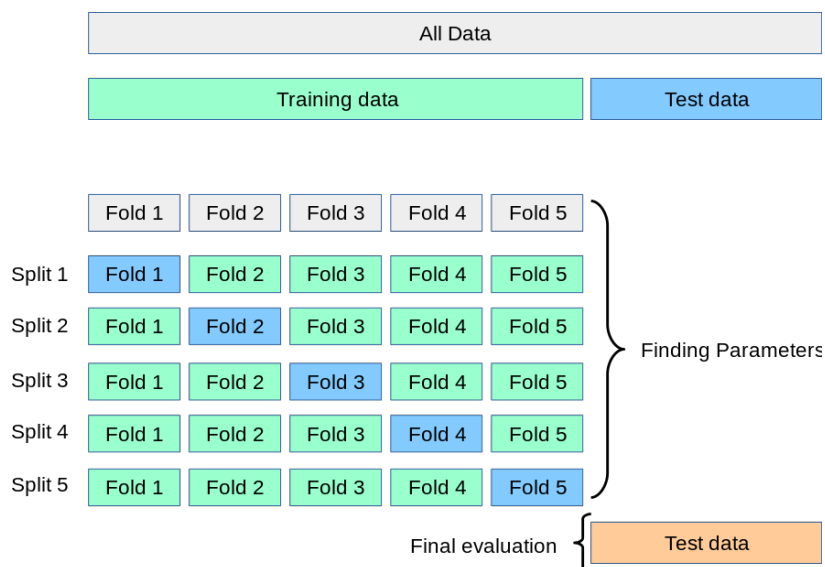 All Data
Training data Test data
Fold 1 Fold 2 Fold 3 Fold 4 Fold 5
Split 1 Fold 1 Fold 2 Fold 3 Fold 4 Fold 5
Split 2 Fold 1 Fold 2 Fold 3 Fold 4 Fold 5
Finding Parameters
Split 3 Fold 1 Fold 2 Fold 3 Fold 4 Fold 5
Split 4 Fold 1 Fold 2 Fold 3 Fold 4 Fold 5
Split 5 Fold 1 Fold 2 Fold 3 Fold 4 Fold 5
Final evaluation Test data